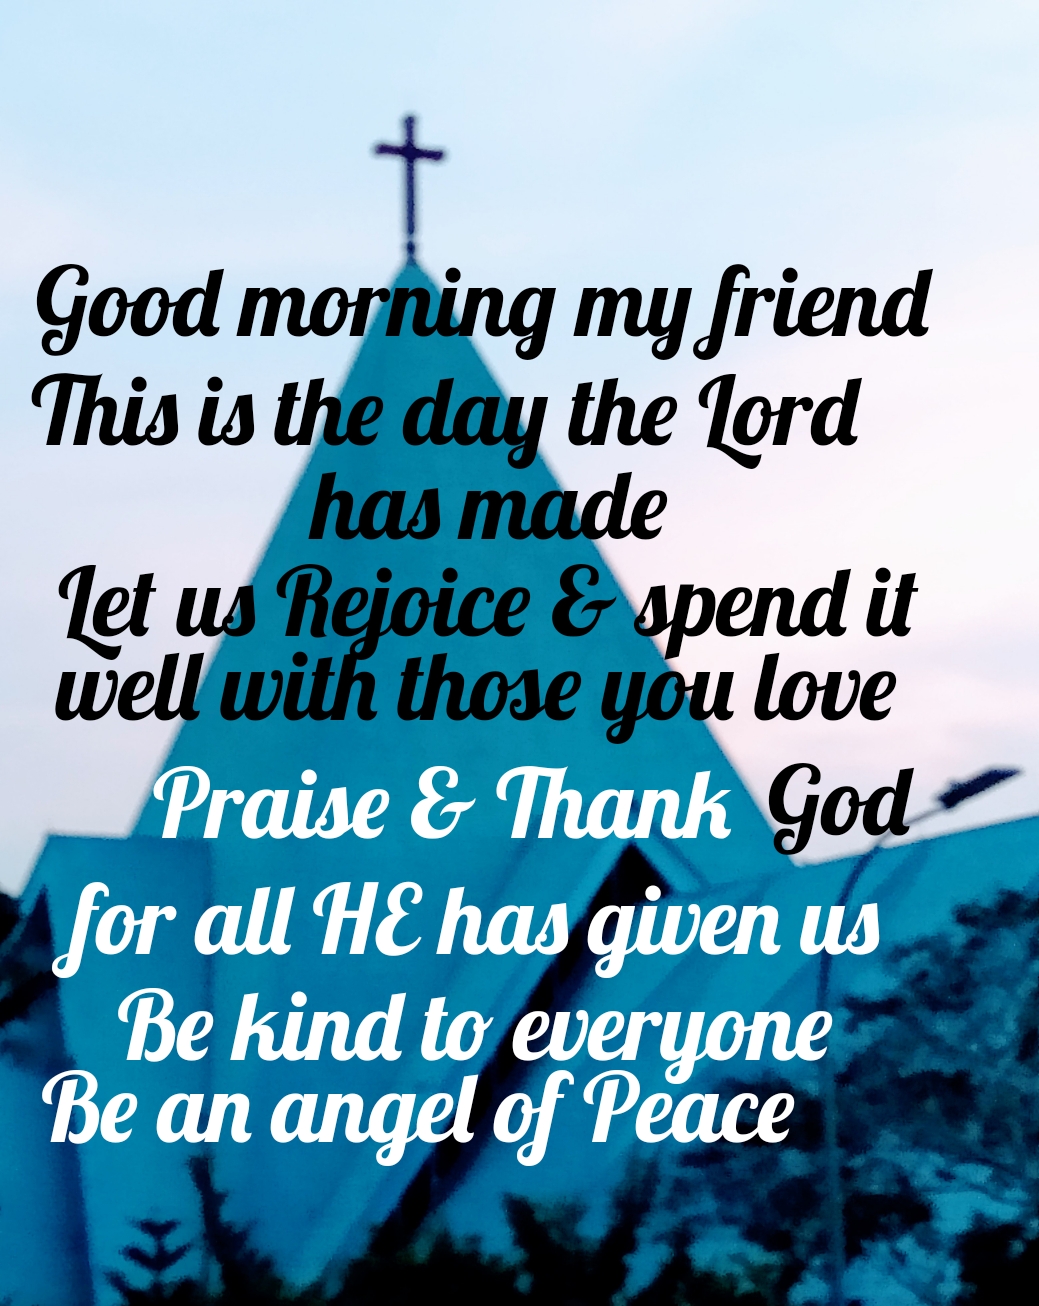 Good morning my friend
This is the day the Lord
has made
Let us Rejoice & spend it
well with those you love
Praise & Thank God
for all HE has given us
Be kind to everyone
Be an angel of Peace